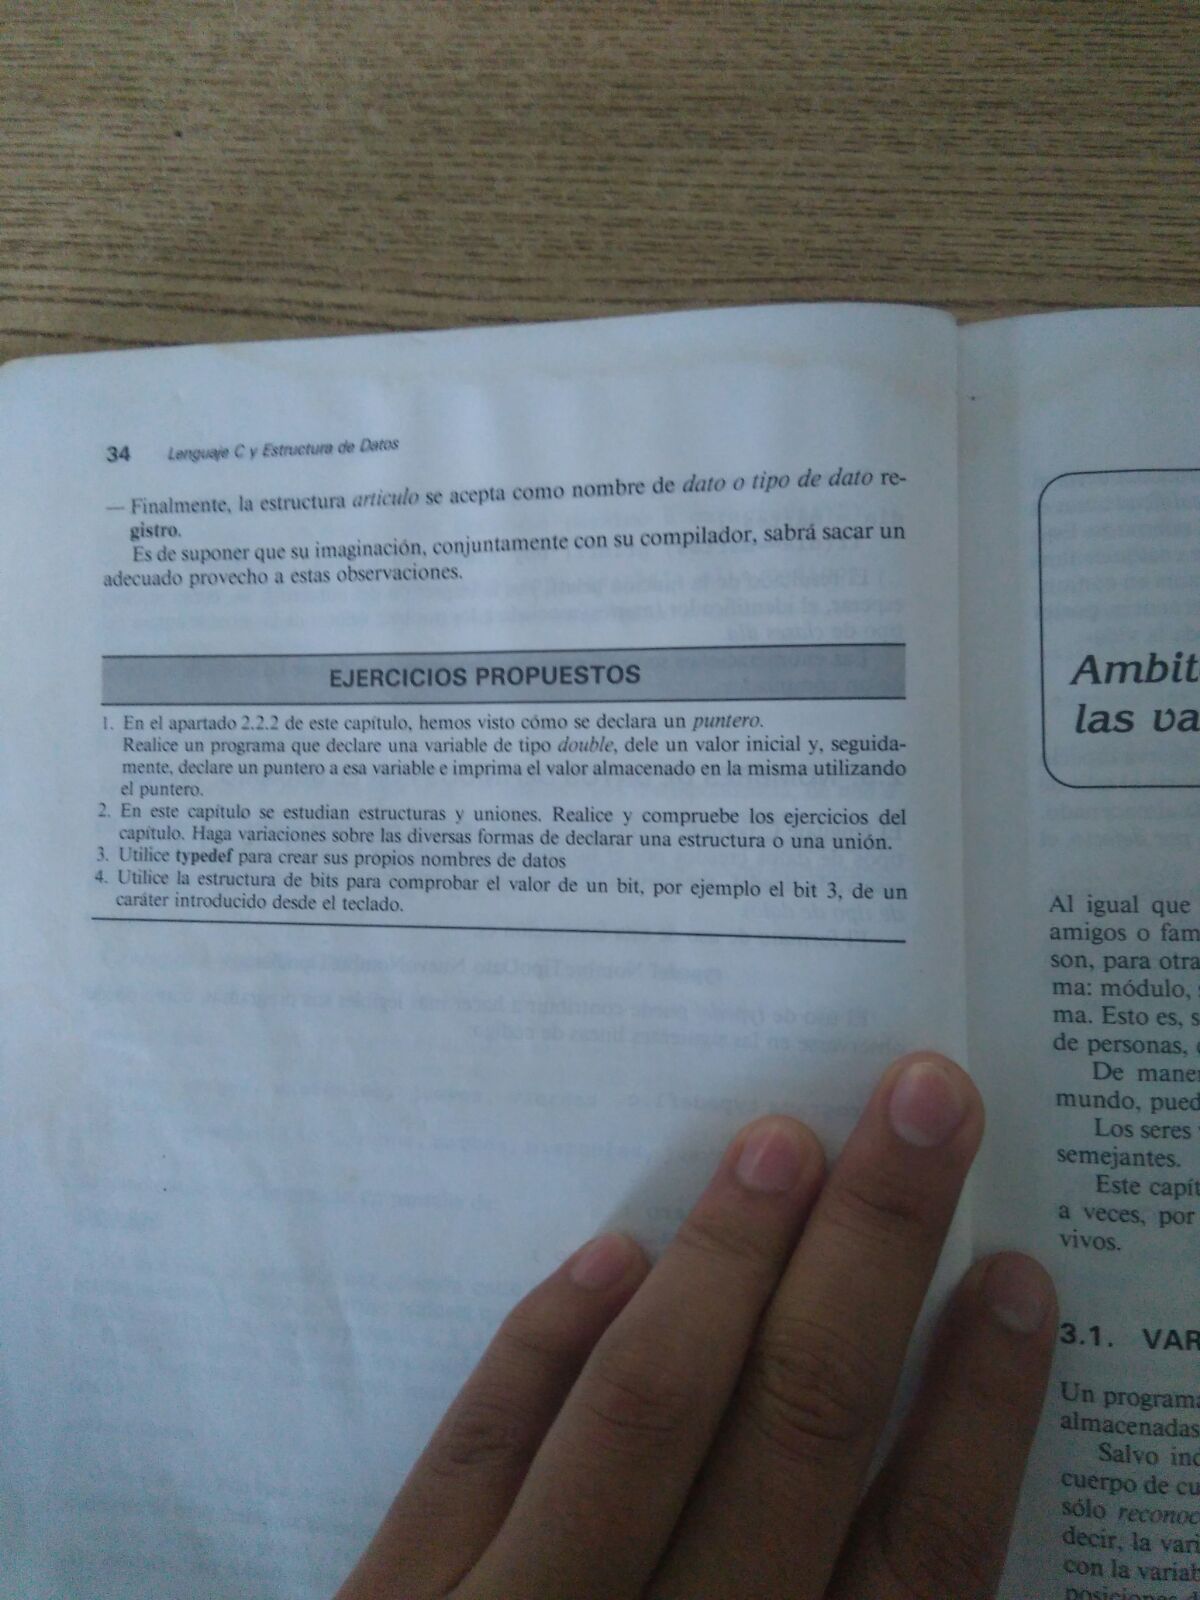 34 Lenguaje C y Estructura de Datos
— Finalmente, la estructura articulo se acepta como nombre de dato o tipo de dato re-
gistro.
Es de suponer que su imaginación, conjuntamente con su compilador, sabrá sacar un
adecuado provecho a estas observaciones.
EJERCICIOS PROPUESTOS
1. En el apartado 2.2.2 de este capítulo, hemos visto cómo se declara un puntero.
Realice un programa que declare una variable de tipo double, dele un valor inicial y, seguida-
mente, declare un puntero a esa variable e imprima el valor almacenado en la misma utilizando
el puntero.
2. En este capítulo se estudian estructuras y uniones. Realice y compruebe los ejercicios del
capítulo. Haga variaciones sobre las diversas formas de declarar una estructura o una unión.
3. Utilice typedef para crear sus propios nombres de datos
4. Utilice la estructura de bits para comprobar el valor de un bit, por ejemplo el bit 3, de un
caráter introducido desde el teclado.
Ambit
las va
Al igual que
amigos o fam
son, para otra
ma: módulo,
ma. Esto es, s
de personas,
De maner
mundo, pued
Los seres
semejantes.
Este capít
a veces, por
vivos.
3.1. VAR
Un programa
almacenadas
Salvo inc
cuerpo de cu
sólo reconoc
decir, la vari
con la variab
posiciones